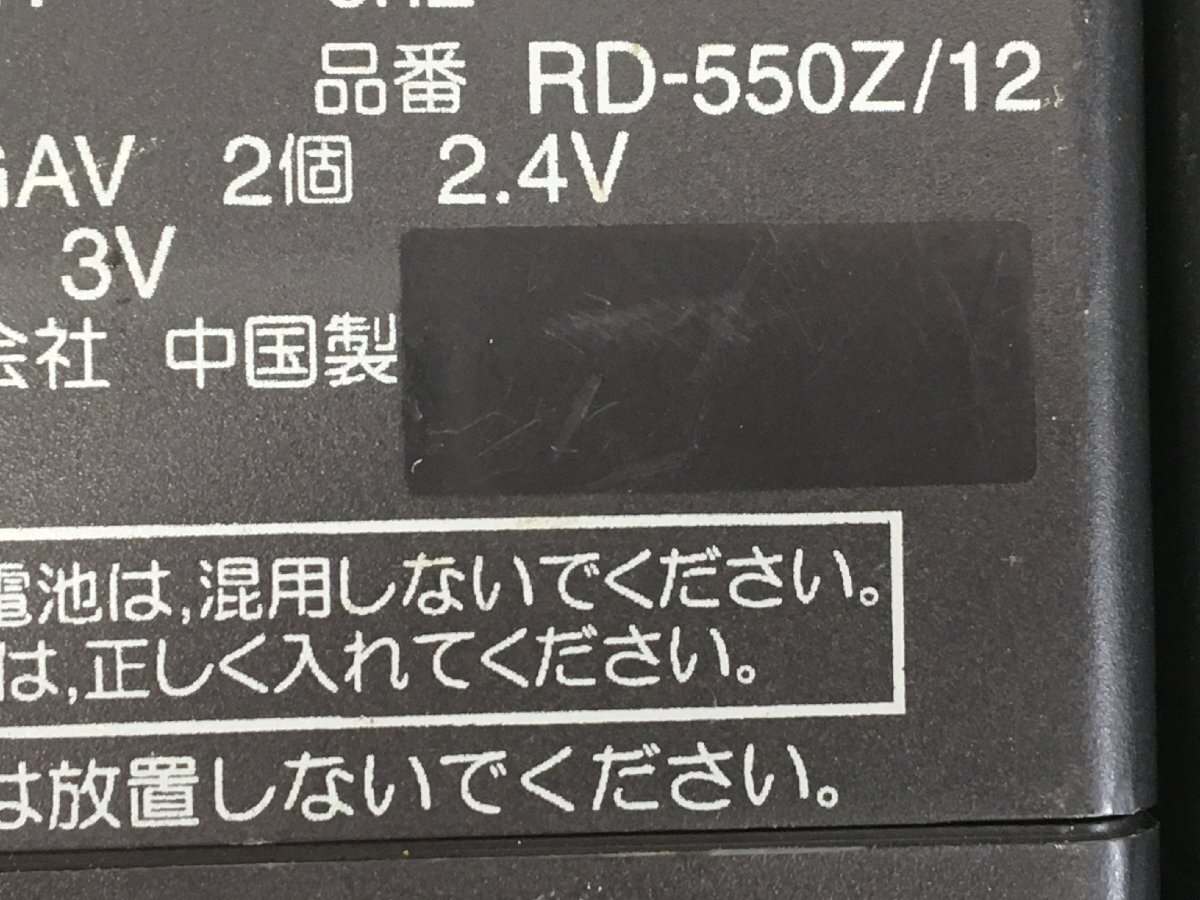 品番 RD-550Z/12
GAV 2個 2.4V
3V
会社 中国製
電池は,混用しないでください。
は,正しく入れてください。
は放置しないでください。